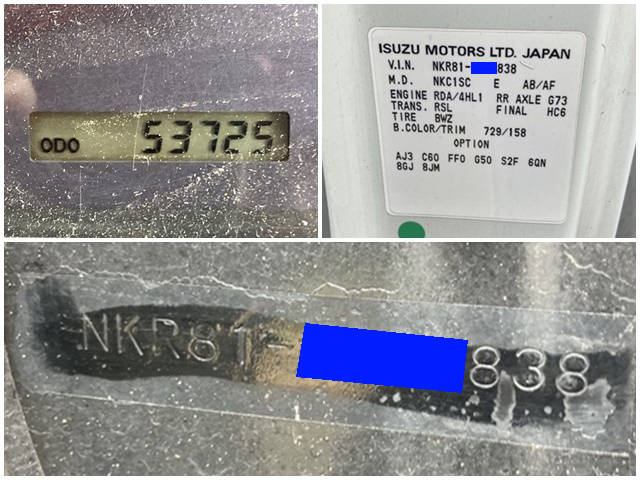 ODO 53725
ISUZU MOTORS LTD. JAPAN
V.I.N. NKR81- 838
M.D. NKC1SC E AB/AF
ENGINE RDA/4HL1 RR AXLE G73
TRANS. RSL FINAL HC6
TIRE BWZ
B.COLOR/TRIM 729/158
OPTION
AJ3 C60 FF0 G50 S2F 6QN
8GJ 8JM
NKR81- 838